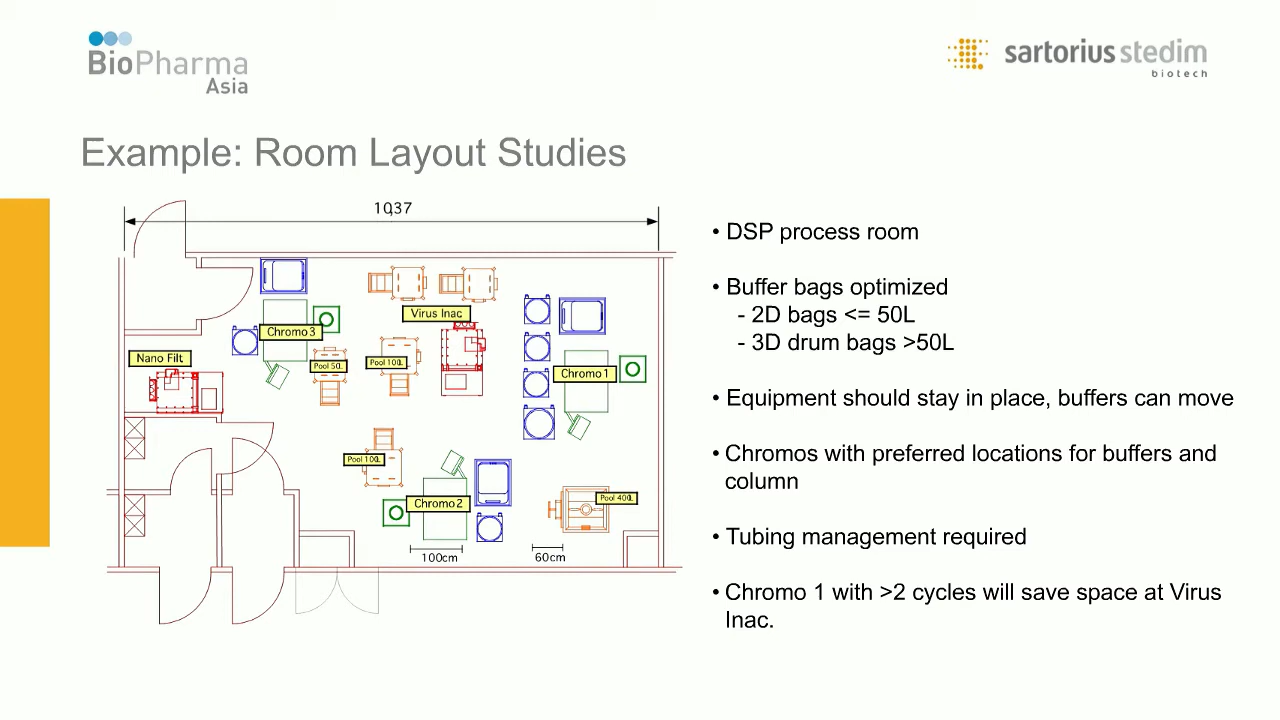 BioPharma
Asia
sartorius stedim
biotech
Example: Room Layout Studies
10,37
Virus Inac
Chromo 3
Nano Filt
Pool 50L
Pool 100L
Chromo 1
Pool 100L
Chromo 2
Pool 400L
100cm
60cm
• DSP process room
• Buffer bags optimized
- 2D bags <= 50L
- 3D drum bags >50L
• Equipment should stay in place, buffers can move
• Chromos with preferred locations for buffers and
column
• Tubing management required
• Chromo 1 with >2 cycles will save space at Virus
Inac.